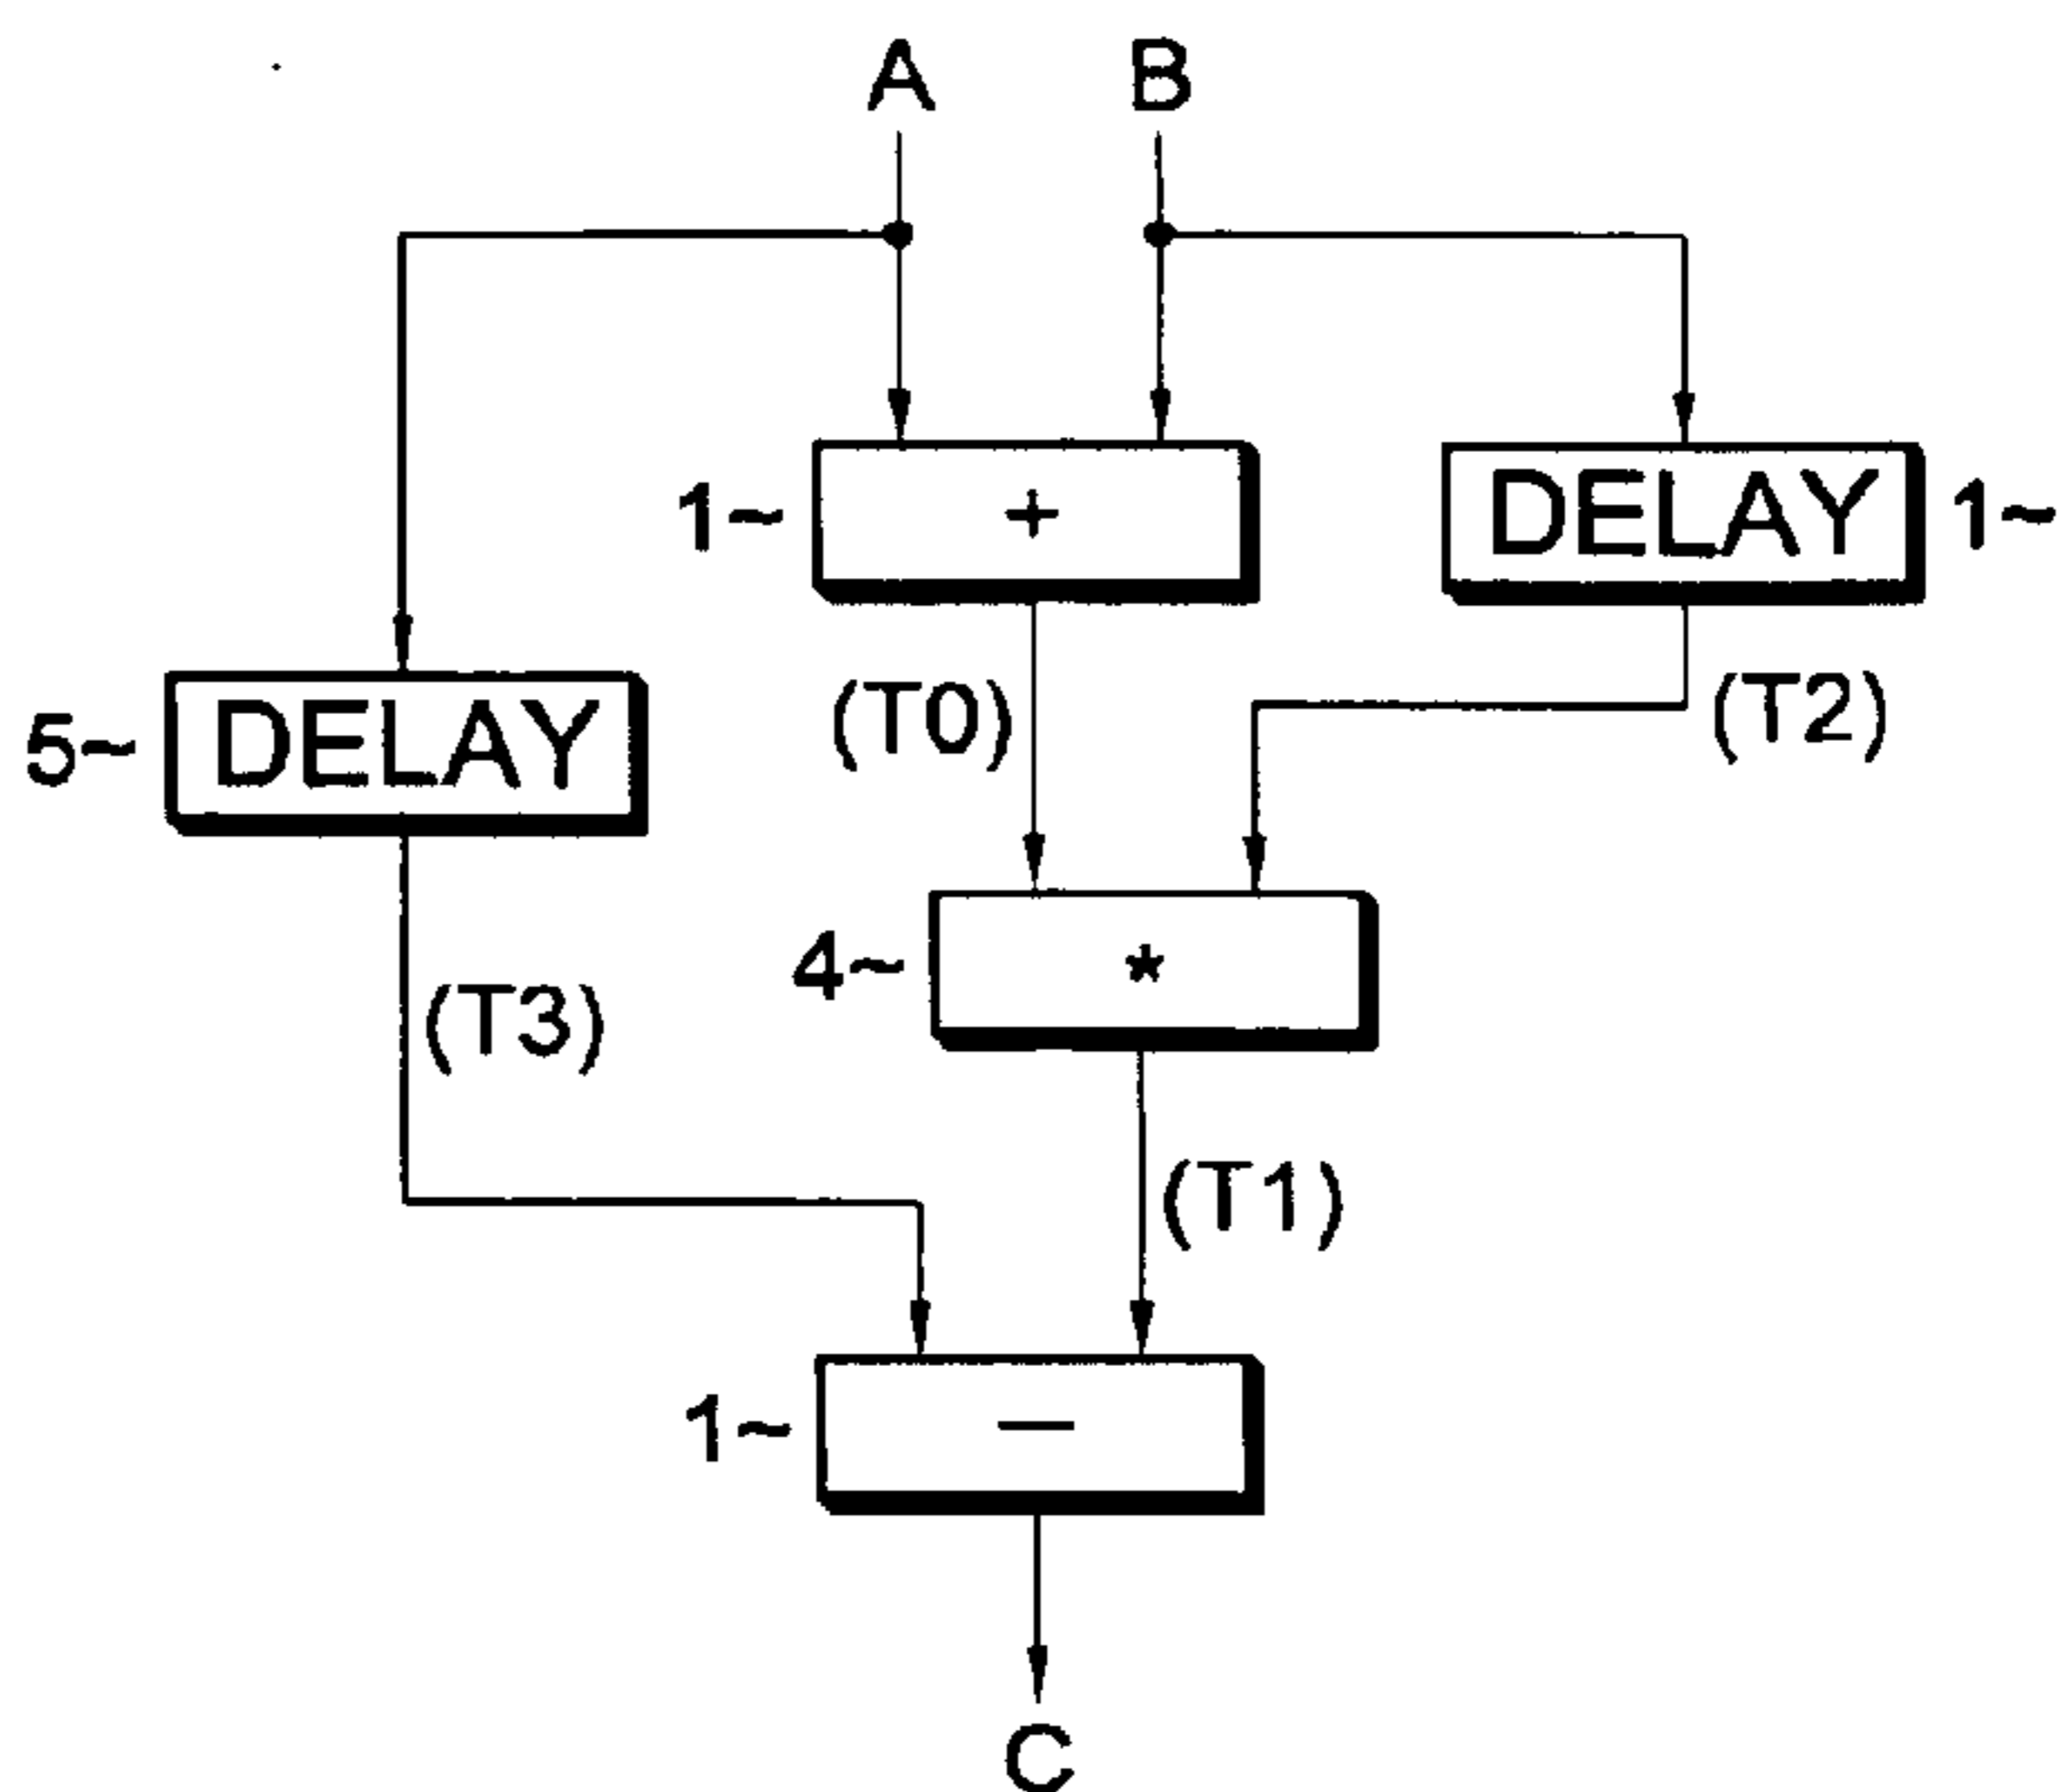 A B
1~ + DELAY 1~
5~ DELAY (T0) (T2)
4~ *
(T3)
(T1)
1~ −
C